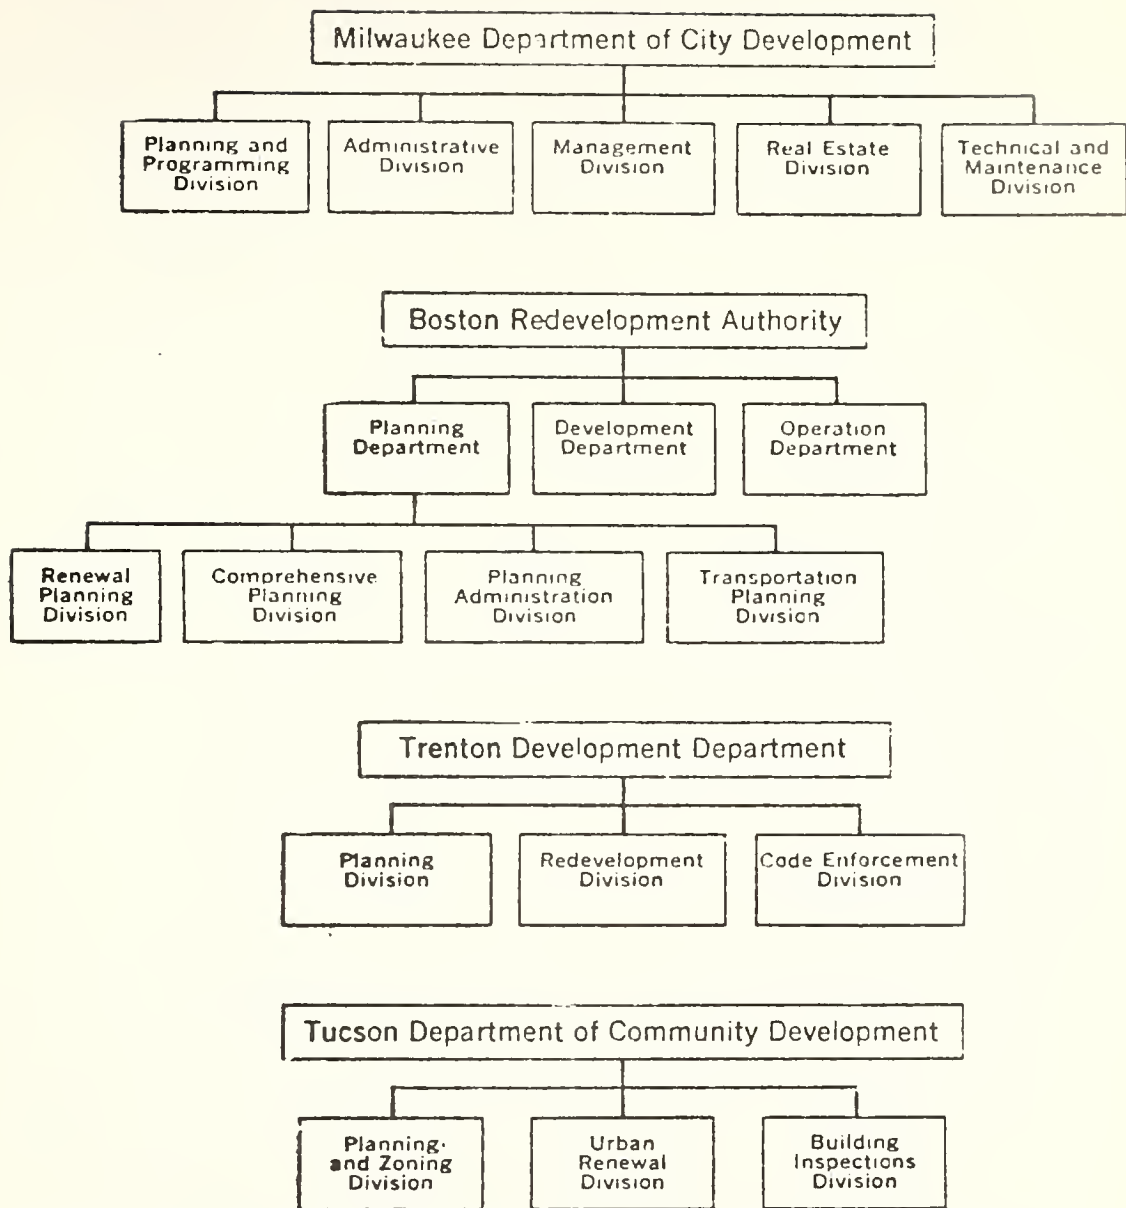 Milwaukee Department of City Development
Planning and
Programming
Division
Administrative
Division
Management
Division
Real Estate
Division
Technical and
Maintenance
Division
Boston Redevelopment Authority
Planning
Department
Development
Department
Operation
Department
Renewal
Planning
Division
Comprehensive
Planning
Division
Planning
Administration
Division
Transportation
Planning
Division
Trenton Development Department
Planning
Division
Redevelopment
Division
Code Enforcement
Division
Tucson Department of Community Development
Planning
and Zoning
Division
Urban
Renewal
Division
Building
Inspections
Division